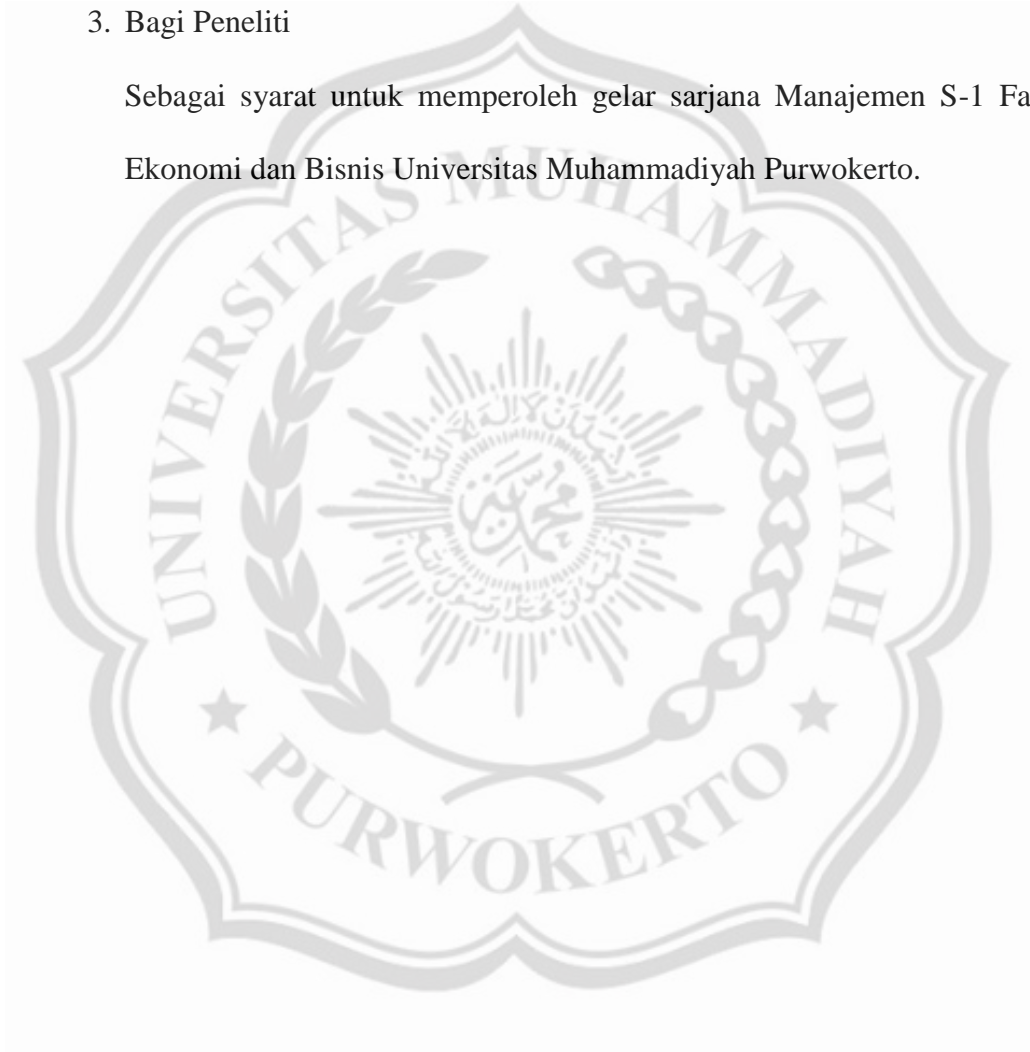 3. Bagi Peneliti
Sebagai syarat untuk memperoleh gelar sarjana Manajemen S-1 Fa
Ekonomi dan Bisnis Universitas Muhammadiyah Purwokerto.
UNIVERSITAS MUHAMMADIYAH
PURWOKERTO